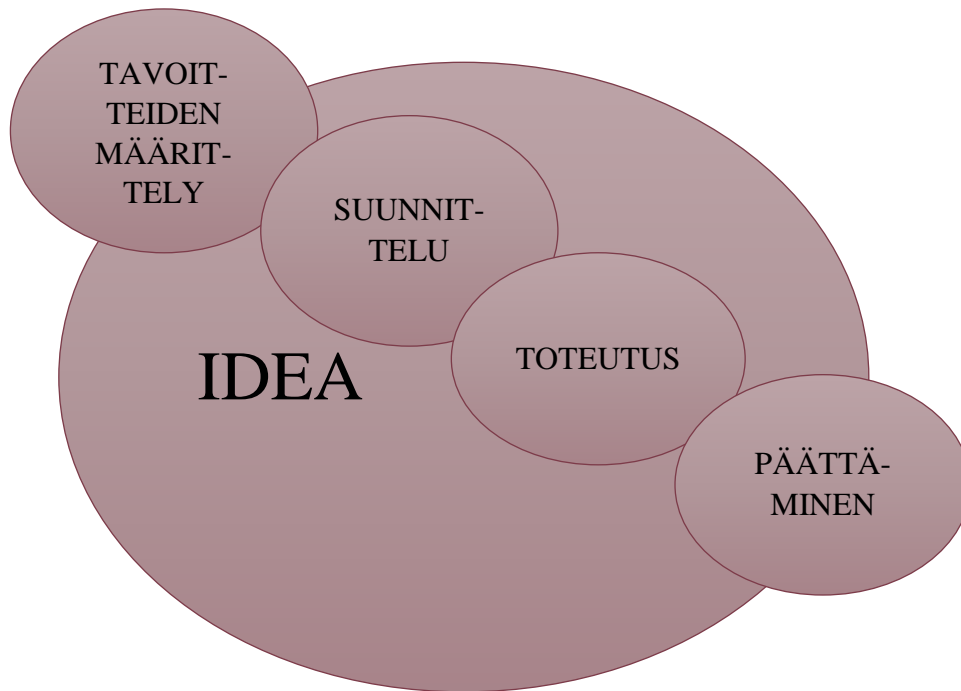 TAVOIT-
TEIDEN
MÄÄRIT-
TELY
SUUNNIT-
TELU
IDEA
TOTEUTUS
PÄÄTTÄ-
MINEN